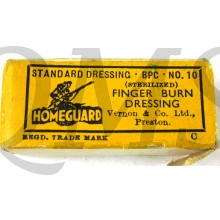 STANDARD DRESSING · BPC · NO. 10
(STERILIZED)
FINGER BURN
DRESSING
Vernon & Co. Ltd.,
Preston.
HOMEGUARD
REGD. TRADE MARK
C